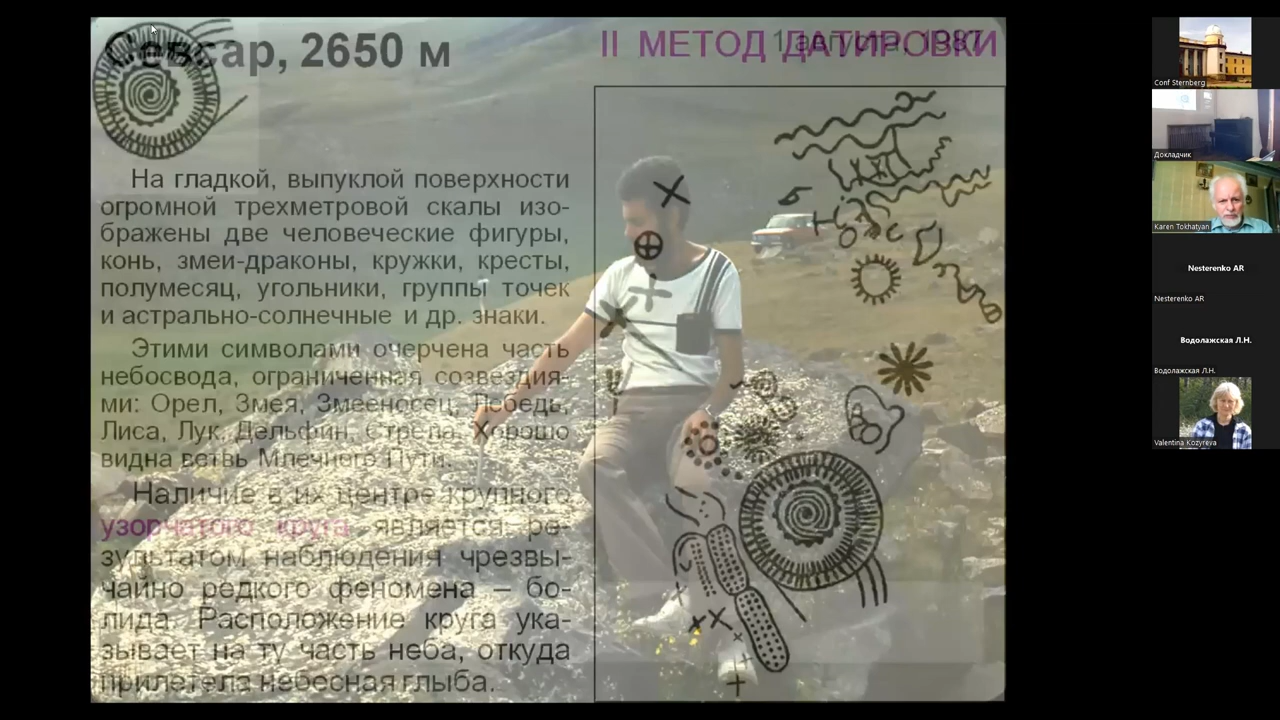 Севсар, 2650 м
1 августа, 1987
II МЕТОД ДАТИРОВКИ
На гладкой, выпуклой поверхности
огромной трехметровой скалы изо-
бражены две человеческие фигуры,
конь, змеи-драконы, кружки, кресты,
полумесяц, угольники, группы точек
и астрально-солнечные и др. знаки.
Этими символами очерчена часть
небосвода, ограниченная созвездия-
ми: Орел, Змея, Змееносец, Лебедь,
Лиса, Лук, Дельфин, Стрела. Хорошо
видна ветвь Млечного Пути.
Наличие в их центре крупного
узорчатого круга является ре-
зультатом наблюдения чрезвы-
чайно редкого феномена – бо-
лида. Расположение круга ука-
зывает на ту часть неба, откуда
прилетела небесная глыба.
Conf Sternberg
Докладчик
Karen Tokhatyan
Nesterenko AR
Nesterenko AR
Водолажская Л.Н.
Водолажская Л.Н.
Valentina Kozyreva